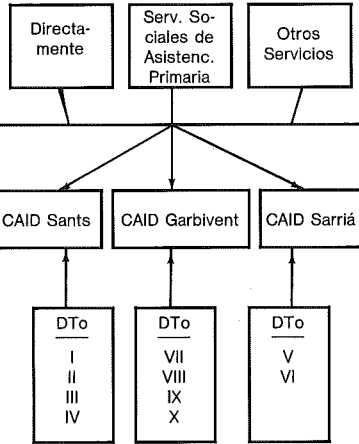 Directa-
mente
Serv. So-
ciales de
Asistenc.
Primaria
Otros
Servicios
CAID Sants
CAID Garbivent
CAID Sarriá
DTo
I
II
III
IV
DTo
VII
VIII
IX
X
DTo
V
VI